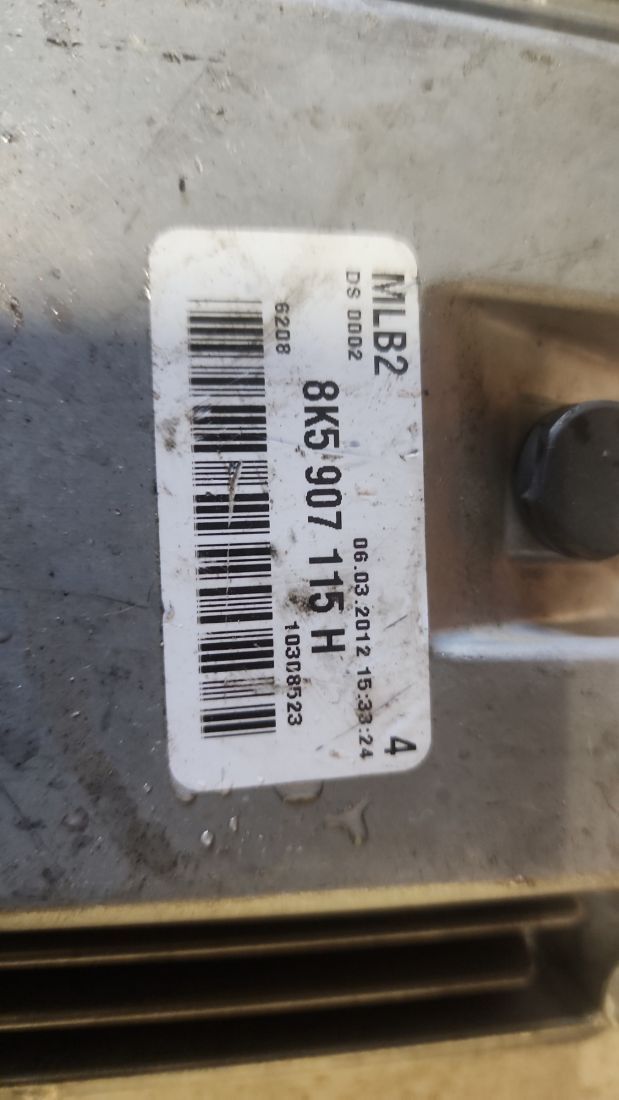 MLB2 4
DS 0002 06.03.2012 15:33:24
8K5 907 115 H
6208 10308523